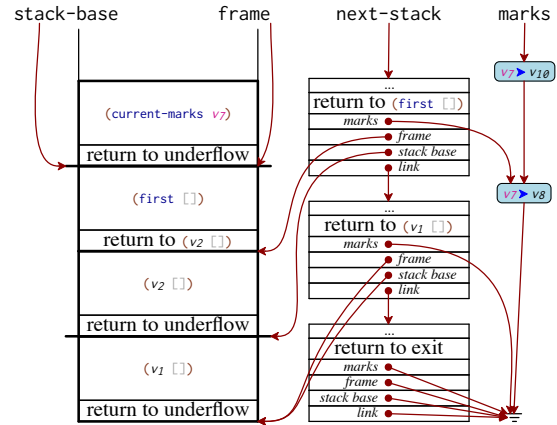 stack-base frame next-stack marks
v7➤v10
(current-marks v7)
return to underflow
(first [])
return to (v2 [])
(v2 [])
return to underflow
(v1 [])
return to underflow
...
return to (first [])
marks
frame
stack base
link
v7➤v8
...
return to (v1 [])
marks
frame
stack base
link
...
return to exit
marks
frame
stack base
link